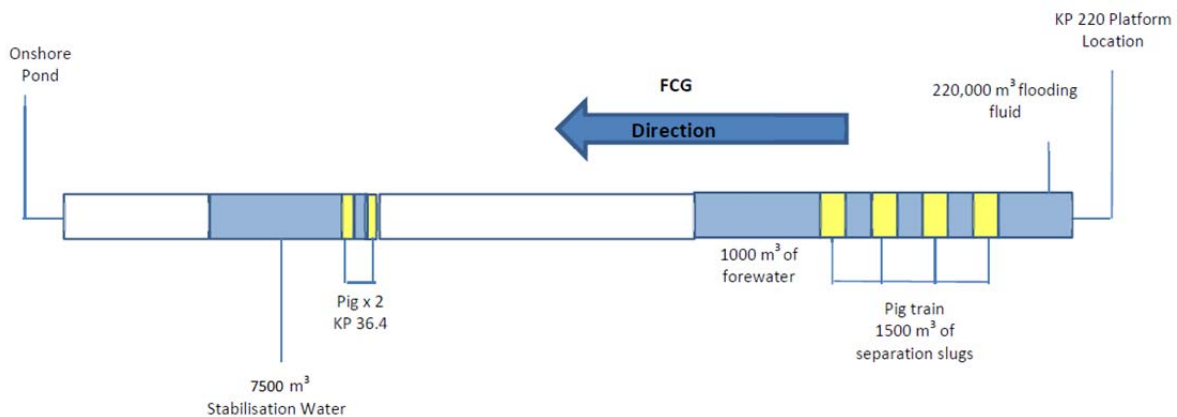 KP 220 Platform
Location
Onshore
Pond
FCG
Direction
220,000 m³ flooding
fluid
1000 m³ of
forewater
Pig x 2
KP 36.4
Pig train
1500 m³ of
separation slugs
7500 m³
Stabilisation Water